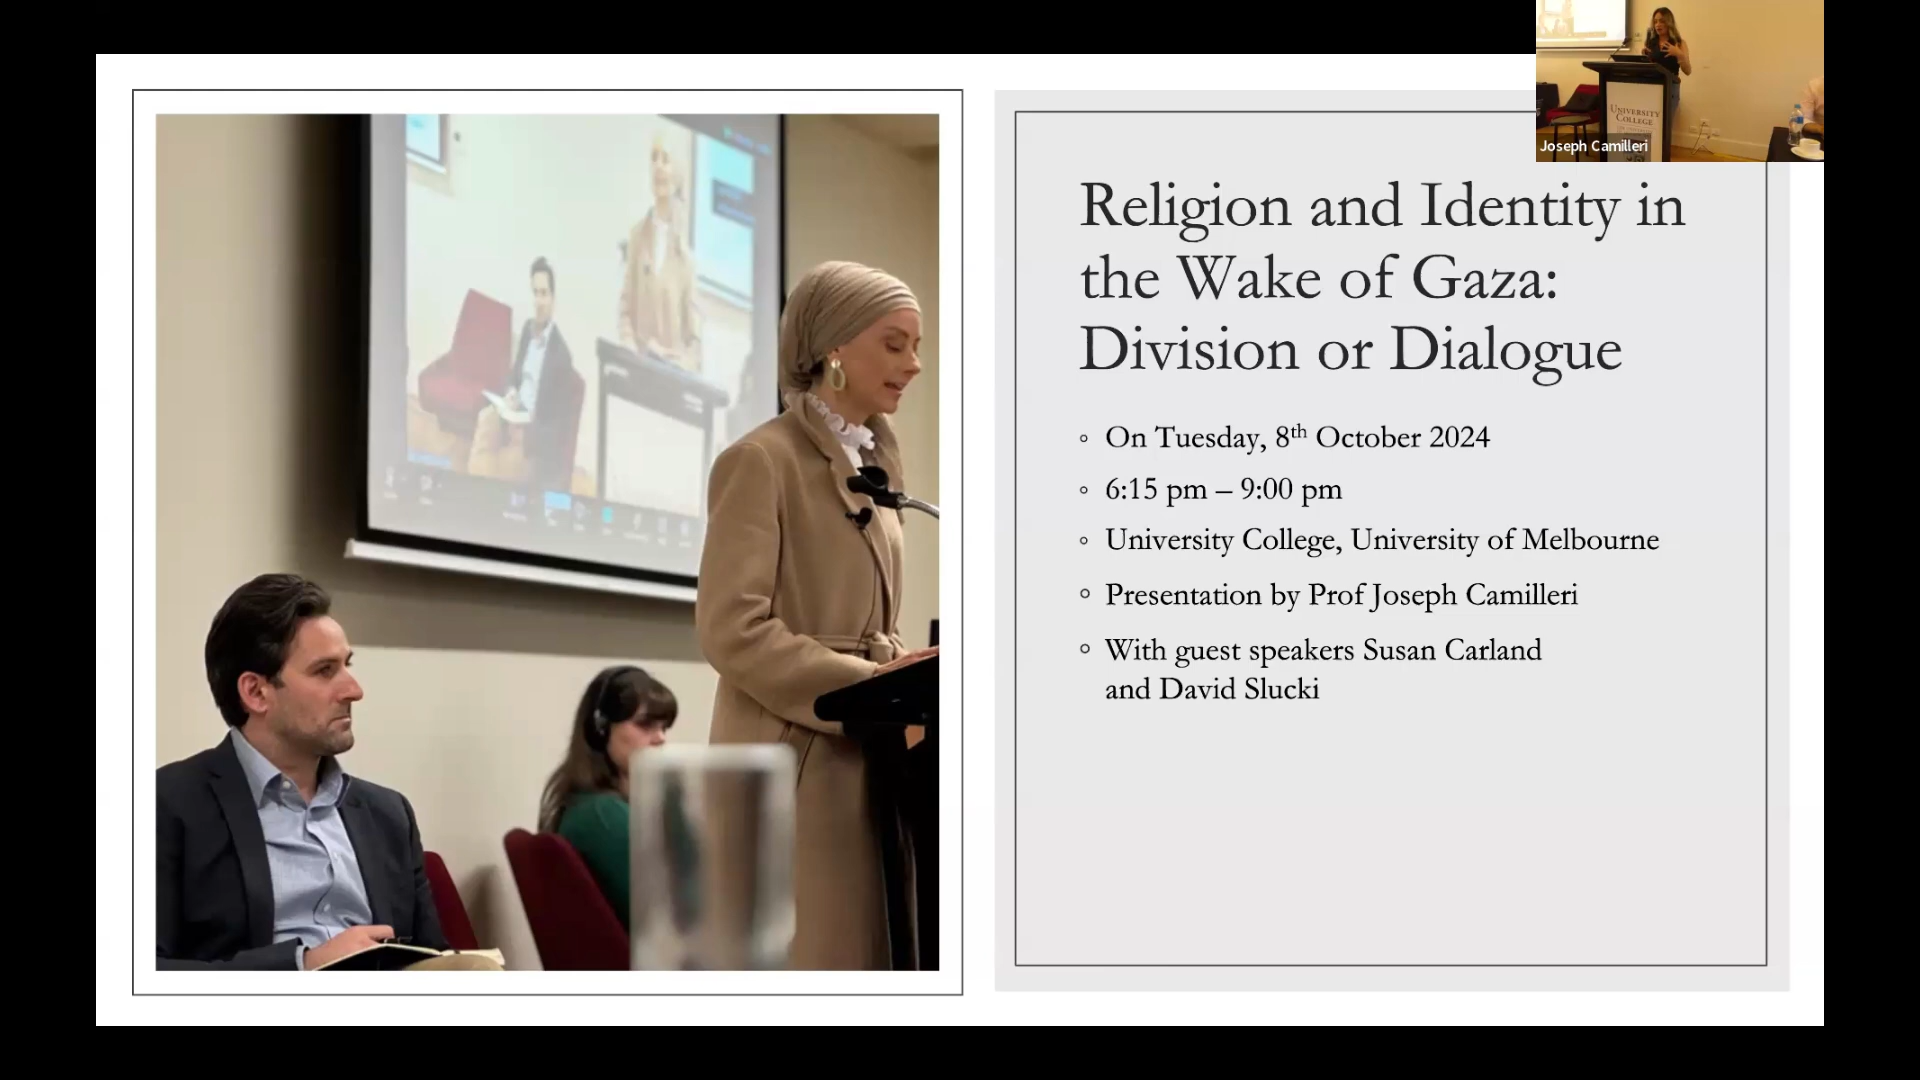 Joseph Camilleri
UNIVERSITY
COLLEGE
Religion and Identity in
the Wake of Gaza:
Division or Dialogue
◦ On Tuesday, 8th October 2024
◦ 6:15 pm – 9:00 pm
◦ University College, University of Melbourne
◦ Presentation by Prof Joseph Camilleri
◦ With guest speakers Susan Carland
and David Slucki